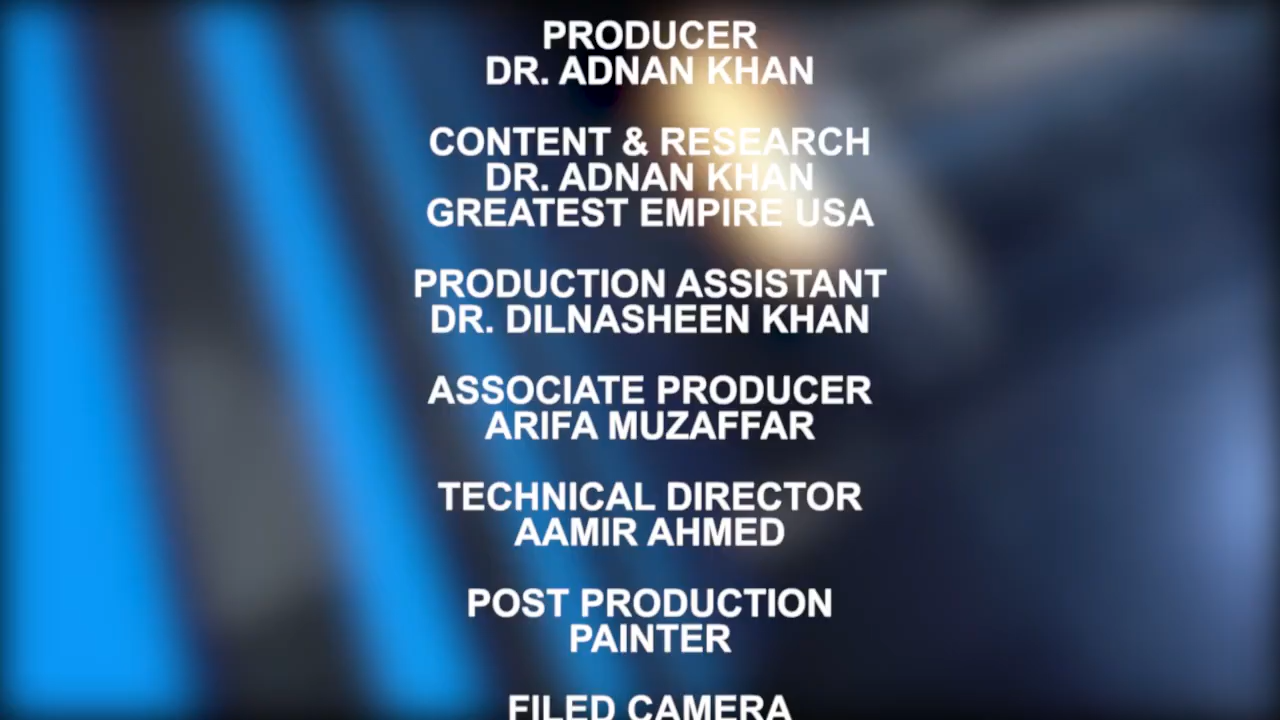 PRODUCER
DR. ADNAN KHAN
CONTENT & RESEARCH
DR. ADNAN KHAN
GREATEST EMPIRE USA
PRODUCTION ASSISTANT
DR. DILNASHEEN KHAN
ASSOCIATE PRODUCER
ARIFA MUZAFFAR
TECHNICAL DIRECTOR
AAMIR AHMED
POST PRODUCTION
PAINTER
FILED CAMERA